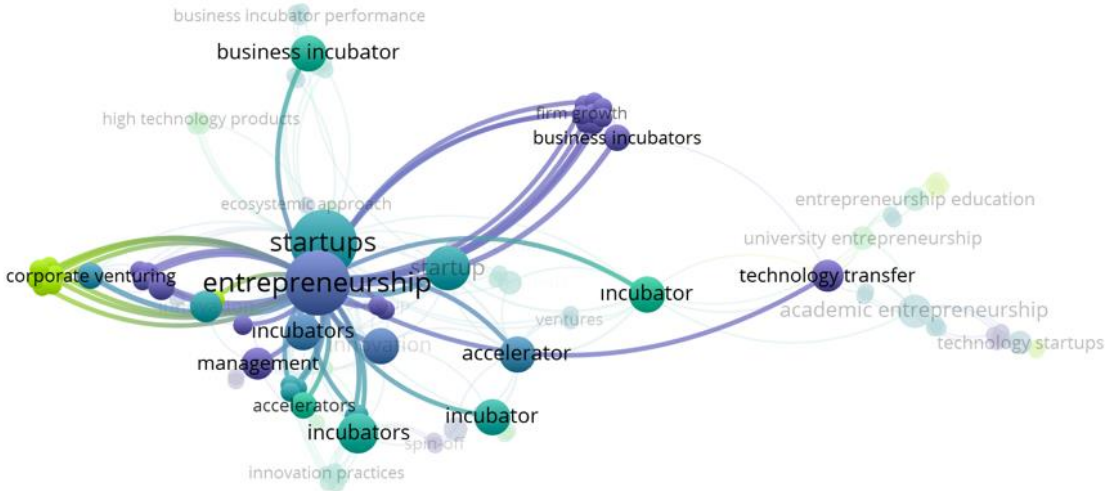 business incubator performance
business incubator
high technology products
firm growth
business incubators
ecosystemic approach
entrepreneurship education
startups
university entrepreneurship
corporate venturing
startup
technology transfer
entrepreneurship
incubator
academic entrepreneurship
ventures
incubators
innovation
technology startups
accelerator
management
accelerators
incubator
incubators
spin-off
innovation practices